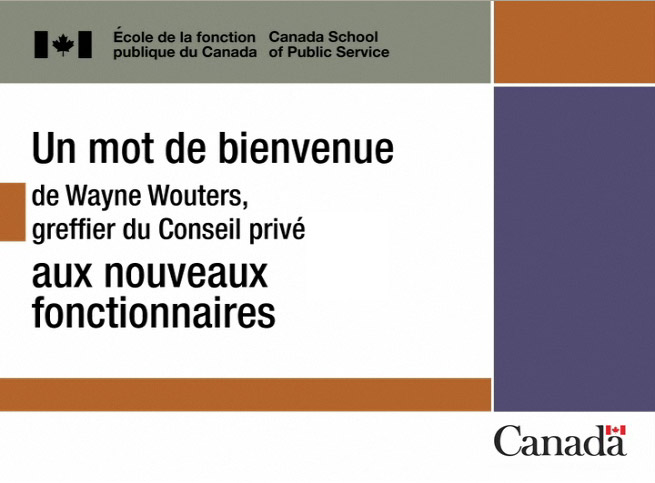 École de la fonction
publique du Canada
Canada School
of Public Service
Un mot de bienvenue
de Wayne Wouters,
greffier du Conseil privé
aux nouveaux
fonctionnaires
Canada